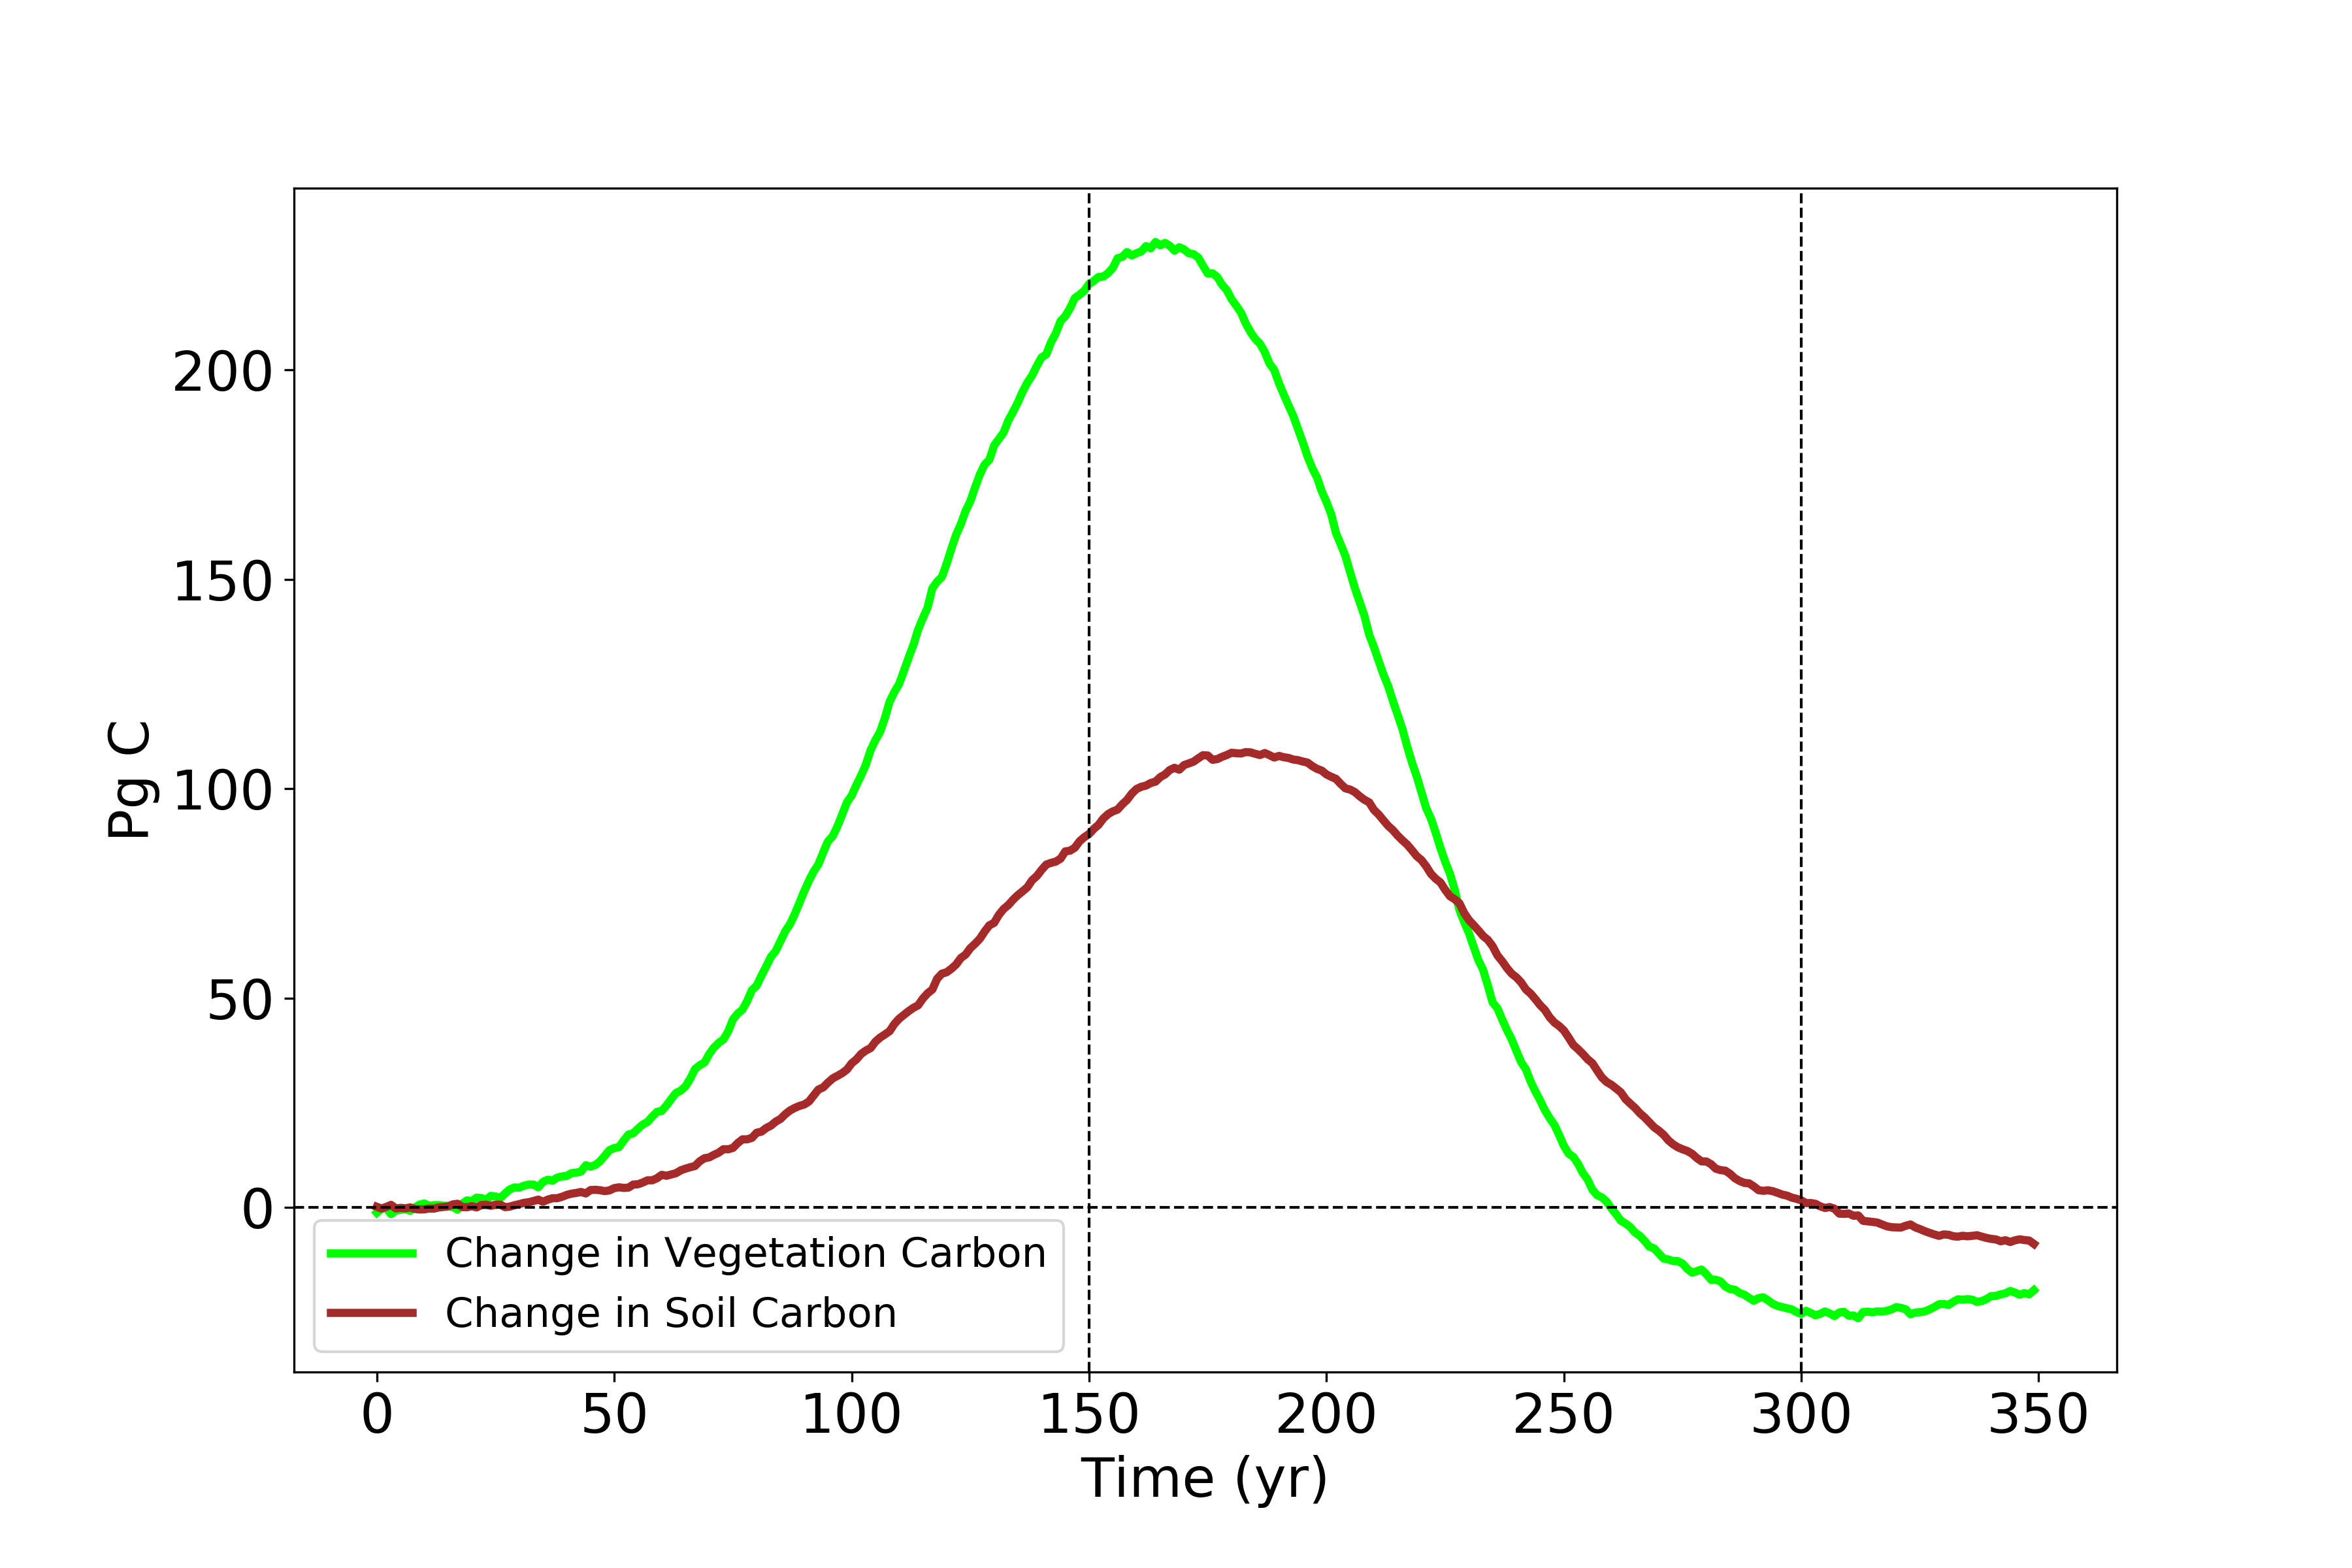 Pg C
200
150
100
50
0
Change in Vegetation Carbon
Change in Soil Carbon
0 50 100 150 200 250 300 350
Time (yr)